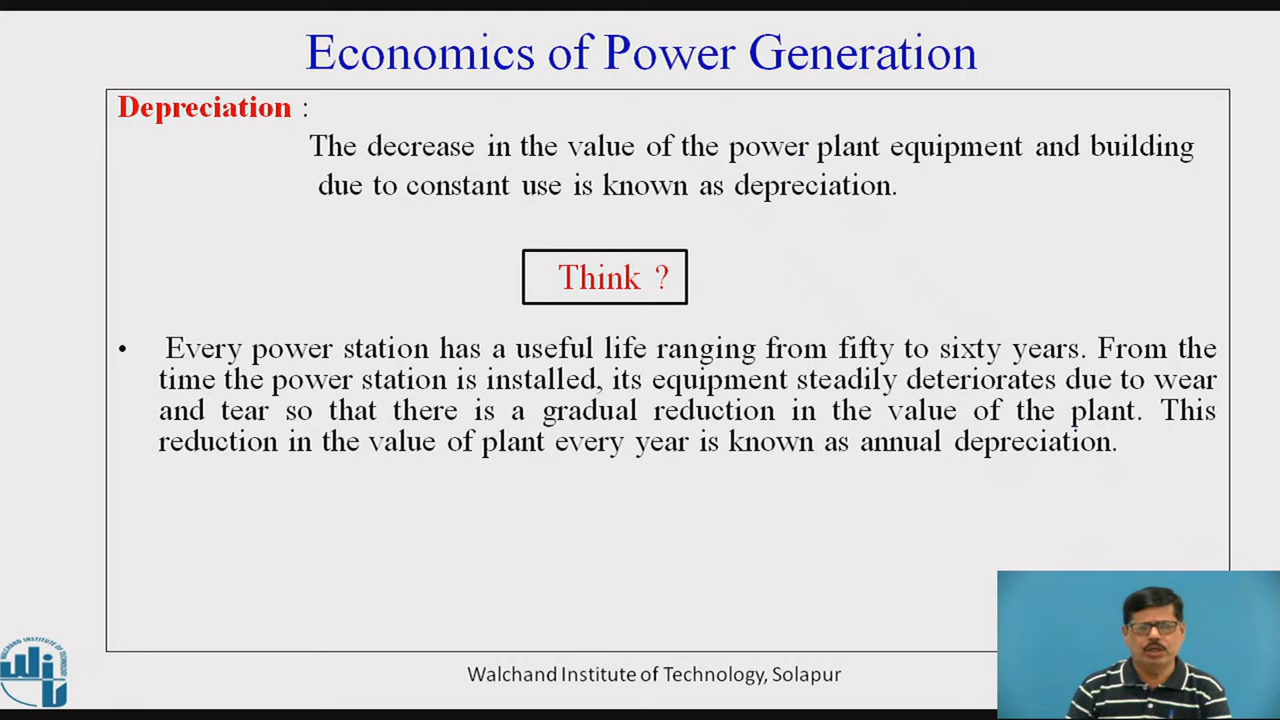 Economics of Power Generation
Depreciation :
The decrease in the value of the power plant equipment and building
due to constant use is known as depreciation.
Think ?
• Every power station has a useful life ranging from fifty to sixty years. From the
time the power station is installed, its equipment steadily deteriorates due to wear
and tear so that there is a gradual reduction in the value of the plant. This
reduction in the value of plant every year is known as annual depreciation.
WALCHAND INSTITUTE OF TECHNOLOGY
Walchand Institute of Technology, Solapur